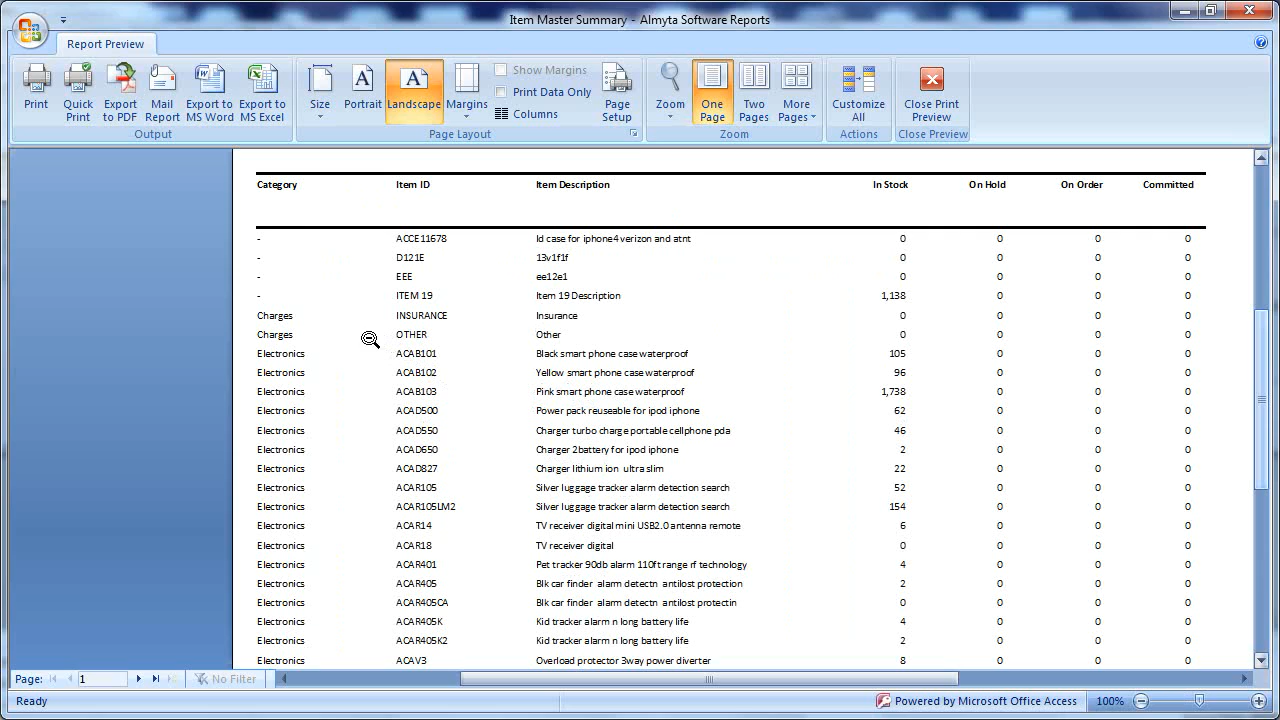 Item Master Summary - Almyta Software Reports
Report Preview
Print
Quick Print
Export to PDF
Mail Report
Export to MS Word
Export to MS Excel
Output
Size
Portrait
Landscape
Margins
Show Margins
Print Data Only
Columns
Page Setup
Page Layout
Zoom
One Page
Two Pages
More Pages
Zoom
Customize All
Actions
Close Print Preview
Close Preview
Category Item ID Item Description In Stock On Hold On Order Committed
- ACCE11678 Id case for iphone4 verizon and atnt 0 0 0 0
- D121E 13v1f1f 0 0 0 0
- EEE ee12e1 0 0 0 0
- ITEM 19 Item 19 Description 1,138 0 0 0
Charges INSURANCE Insurance 0 0 0 0
Charges OTHER Other 0 0 0 0
Electronics ACAB101 Black smart phone case waterproof 105 0 0 0
Electronics ACAB102 Yellow smart phone case waterproof 96 0 0 0
Electronics ACAB103 Pink smart phone case waterproof 1,738 0 0 0
Electronics ACAD500 Power pack reuseable for ipod iphone 62 0 0 0
Electronics ACAD550 Charger turbo charge portable cellphone pda 46 0 0 0
Electronics ACAD650 Charger 2battery for ipod iphone 2 0 0 0
Electronics ACAD827 Charger lithium ion ultra slim 22 0 0 0
Electronics ACAR105 Silver luggage tracker alarm detection search 52 0 0 0
Electronics ACAR105LM2 Silver luggage tracker alarm detection search 154 0 0 0
Electronics ACAR14 TV receiver digital mini USB2.0 antenna remote 6 0 0 0
Electronics ACAR18 TV receiver digital 0 0 0 0
Electronics ACAR401 Pet tracker 90db alarm 110ft range rf technology 4 0 0 0
Electronics ACAR405 Blk car finder alarm detectn antilost protection 2 0 0 0
Electronics ACAR405CA Blk car finder alarm detectn antilost protectin 0 0 0 0
Electronics ACAR405K Kid tracker alarm n long battery life 4 0 0 0
Electronics ACAR405K2 Kid tracker alarm n long battery life 2 0 0 0
Electronics ACAV3 Overload protector 3way power diverter 8 0 0 0
Page: 1 No Filter
Ready Powered by Microsoft Office Access 100%